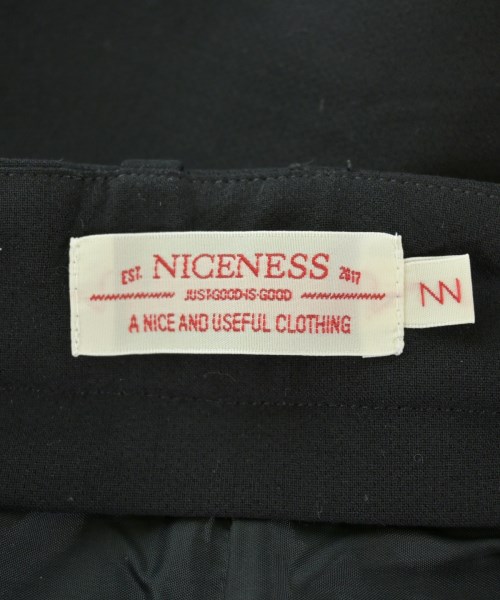 EST. NICENESS 2017
JUST·GOOD·IS·GOOD
A NICE AND USEFUL CLOTHING